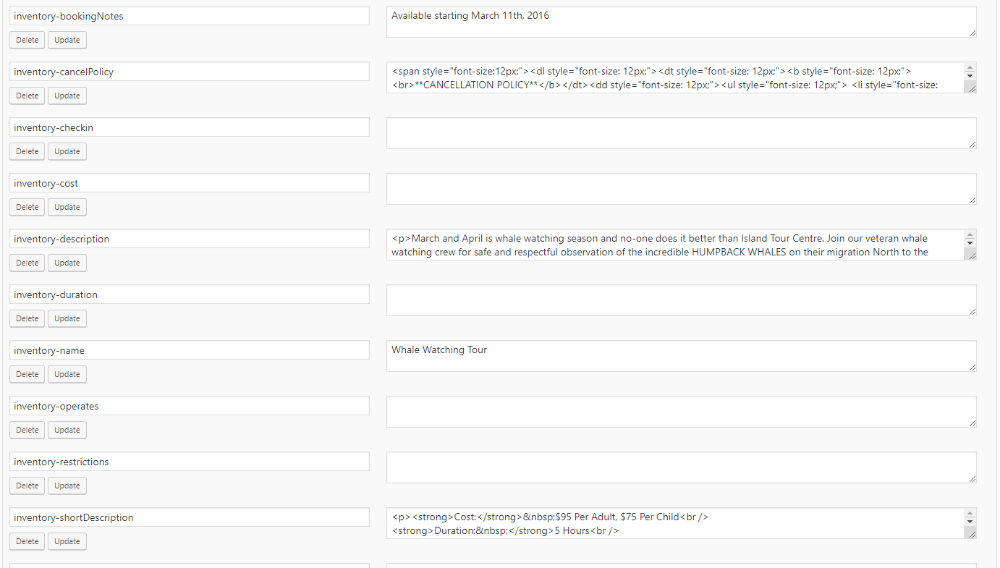 inventory-bookingNotes
Available starting March 11th, 2016
Delete Update
inventory-cancelPolicy
<span style="font-size:12px;"><dl style="font-size: 12px;"><dt style="font-size: 12px;"><b style="font-size: 12px;">
<br>**CANCELLATION POLICY**</b></dt><dd style="font-size: 12px;"><ul style="font-size: 12px;"> <li style="font-size:
Delete Update
inventory-checkin
Delete Update
inventory-cost
Delete Update
inventory-description
<p>March and April is whale watching season and no-one does it better than Island Tour Centre. Join our veteran whale
watching crew for safe and respectful observation of the incredible HUMPBACK WHALES on their migration North to the
Delete Update
inventory-duration
Delete Update
inventory-name
Whale Watching Tour
Delete Update
inventory-operates
Delete Update
inventory-restrictions
Delete Update
inventory-shortDescription
<p><strong>Cost:</strong>&nbsp;$95 Per Adult, $75 Per Child<br />
<strong>Duration:&nbsp;</strong>5 Hours<br />
Delete Update